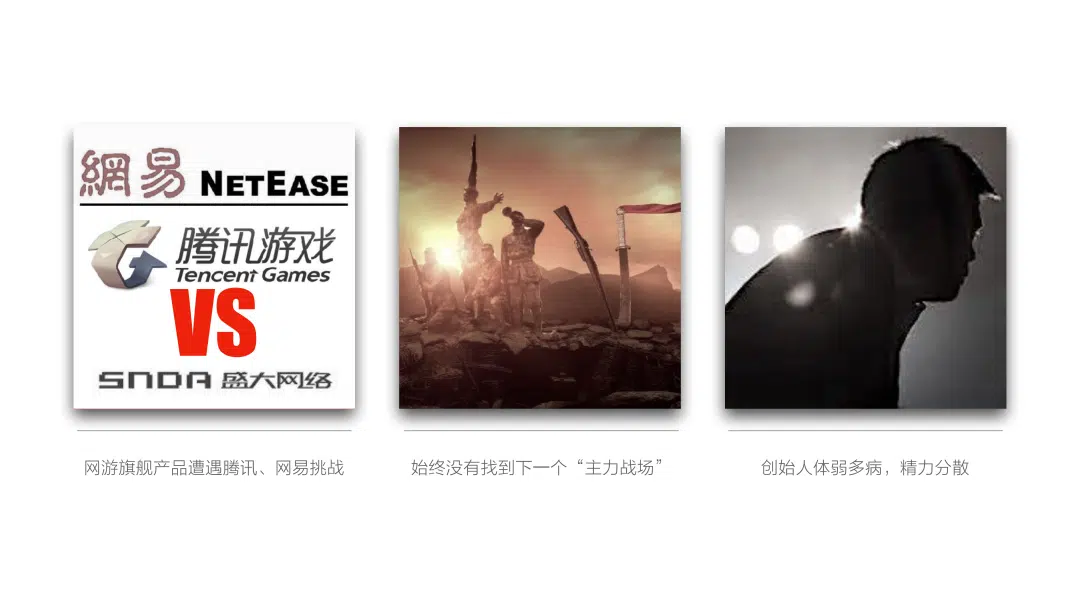 網易 NETEASE
腾讯游戏
Tencent Games
VS
SNDA 盛大网络
网游旗舰产品遭遇腾讯、网易挑战
始终没有找到下一个“主力战场”
创始人体弱多病，精力分散